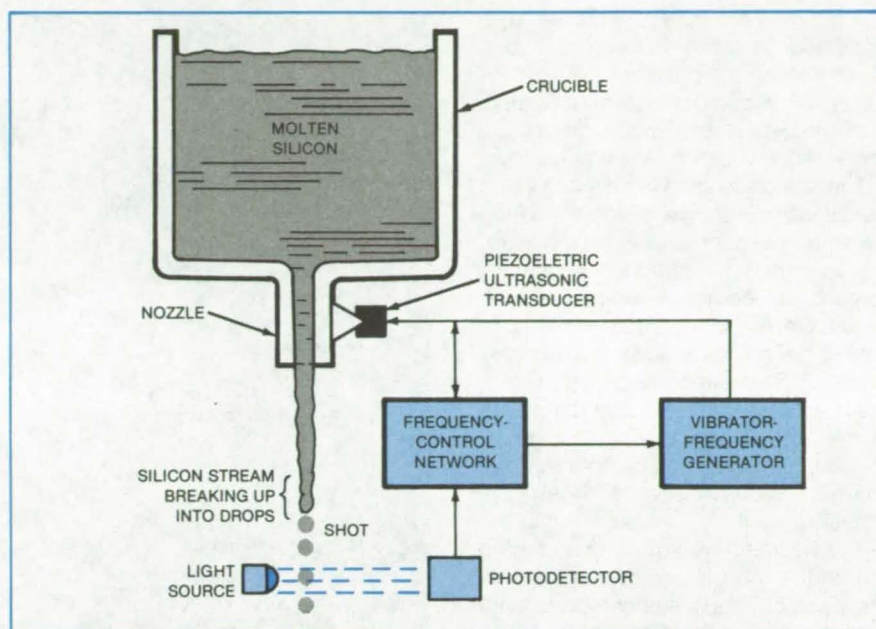 CRUCIBLE
MOLTEN
SILICON
PIEZOELETRIC
ULTRASONIC
TRANSDUCER
NOZZLE
FREQUENCY-
CONTROL
NETWORK
VIBRATOR-
FREQUENCY
GENERATOR
SILICON STREAM
BREAKING UP
INTO DROPS
SHOT
LIGHT
SOURCE
PHOTODETECTOR